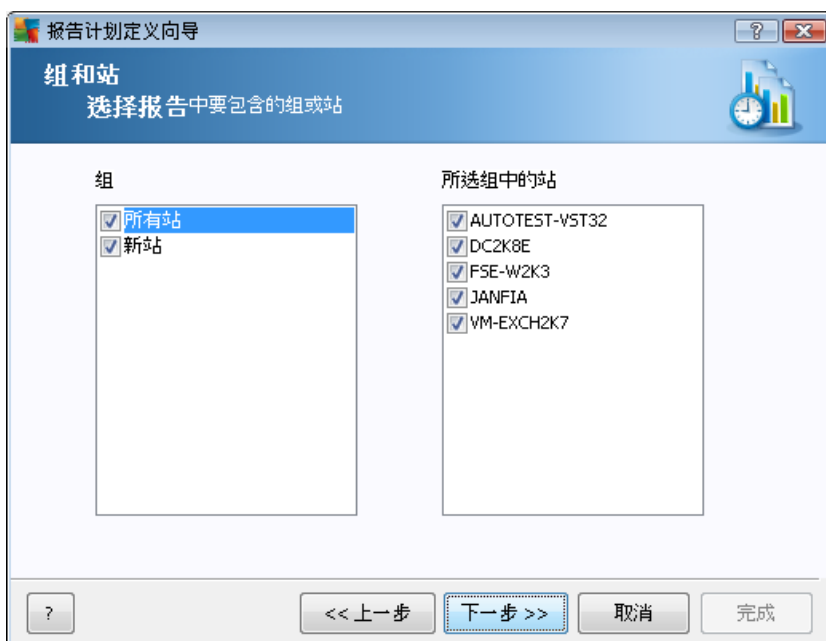 报告计划定义向导
组和站
选择报告中要包含的组或站
组
所有站
新站
所选组中的站
AUTOTEST-VST32
DC2K8E
FSE-W2K3
JANFIA
VM-EXCH2K7
?
<< 上一步
下一步 >>
取消
完成